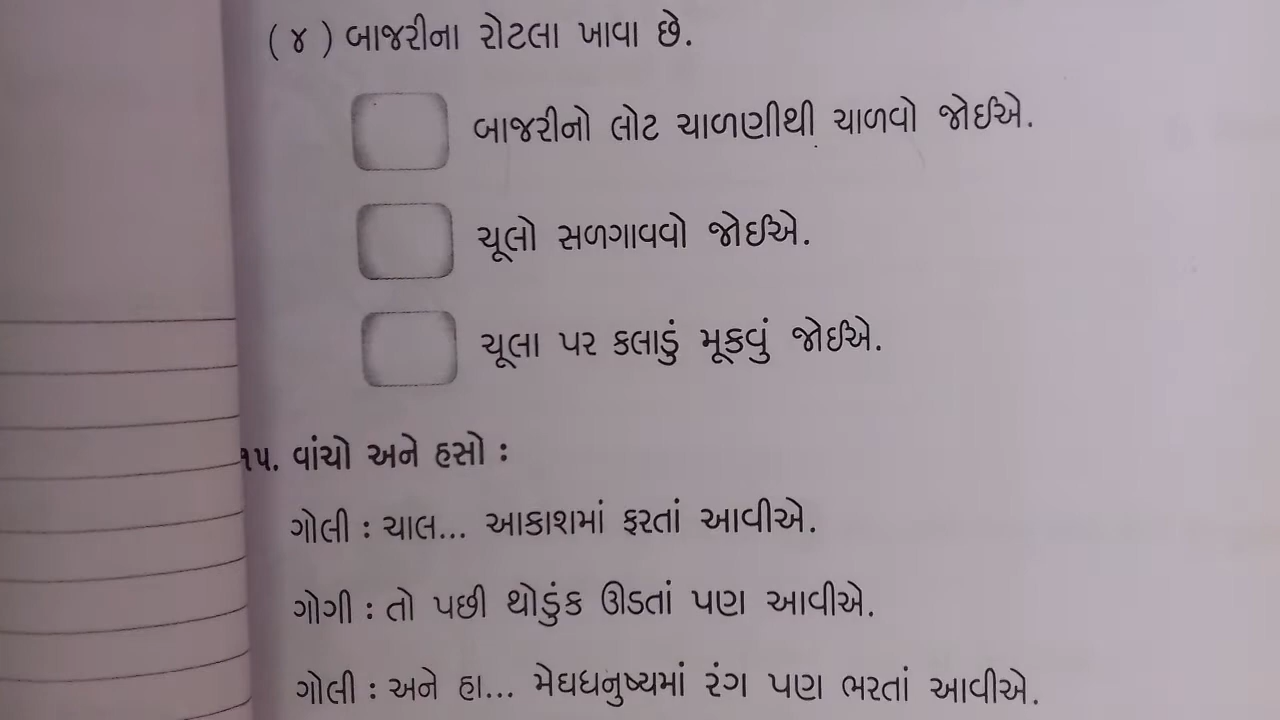 (૪) બાજરીના રોટલા ખાવા છે.
બાજરીનો લોટ ચાળણીથી ચાળવો જોઈએ.
ચૂલો સળગાવવો જોઈએ.
ચૂલા પર કલાડું મૂકવું જોઈએ.
૧૫. વાંચો અને હસો :
ગોલી : ચાલ... આકાશમાં ફરતાં આવીએ.
ગોગી : તો પછી થોડુંક ઊડતાં પણ આવીએ.
ગોલી : અને હા... મેઘધનુષ્યમાં રંગ પણ ભરતાં આવીએ.